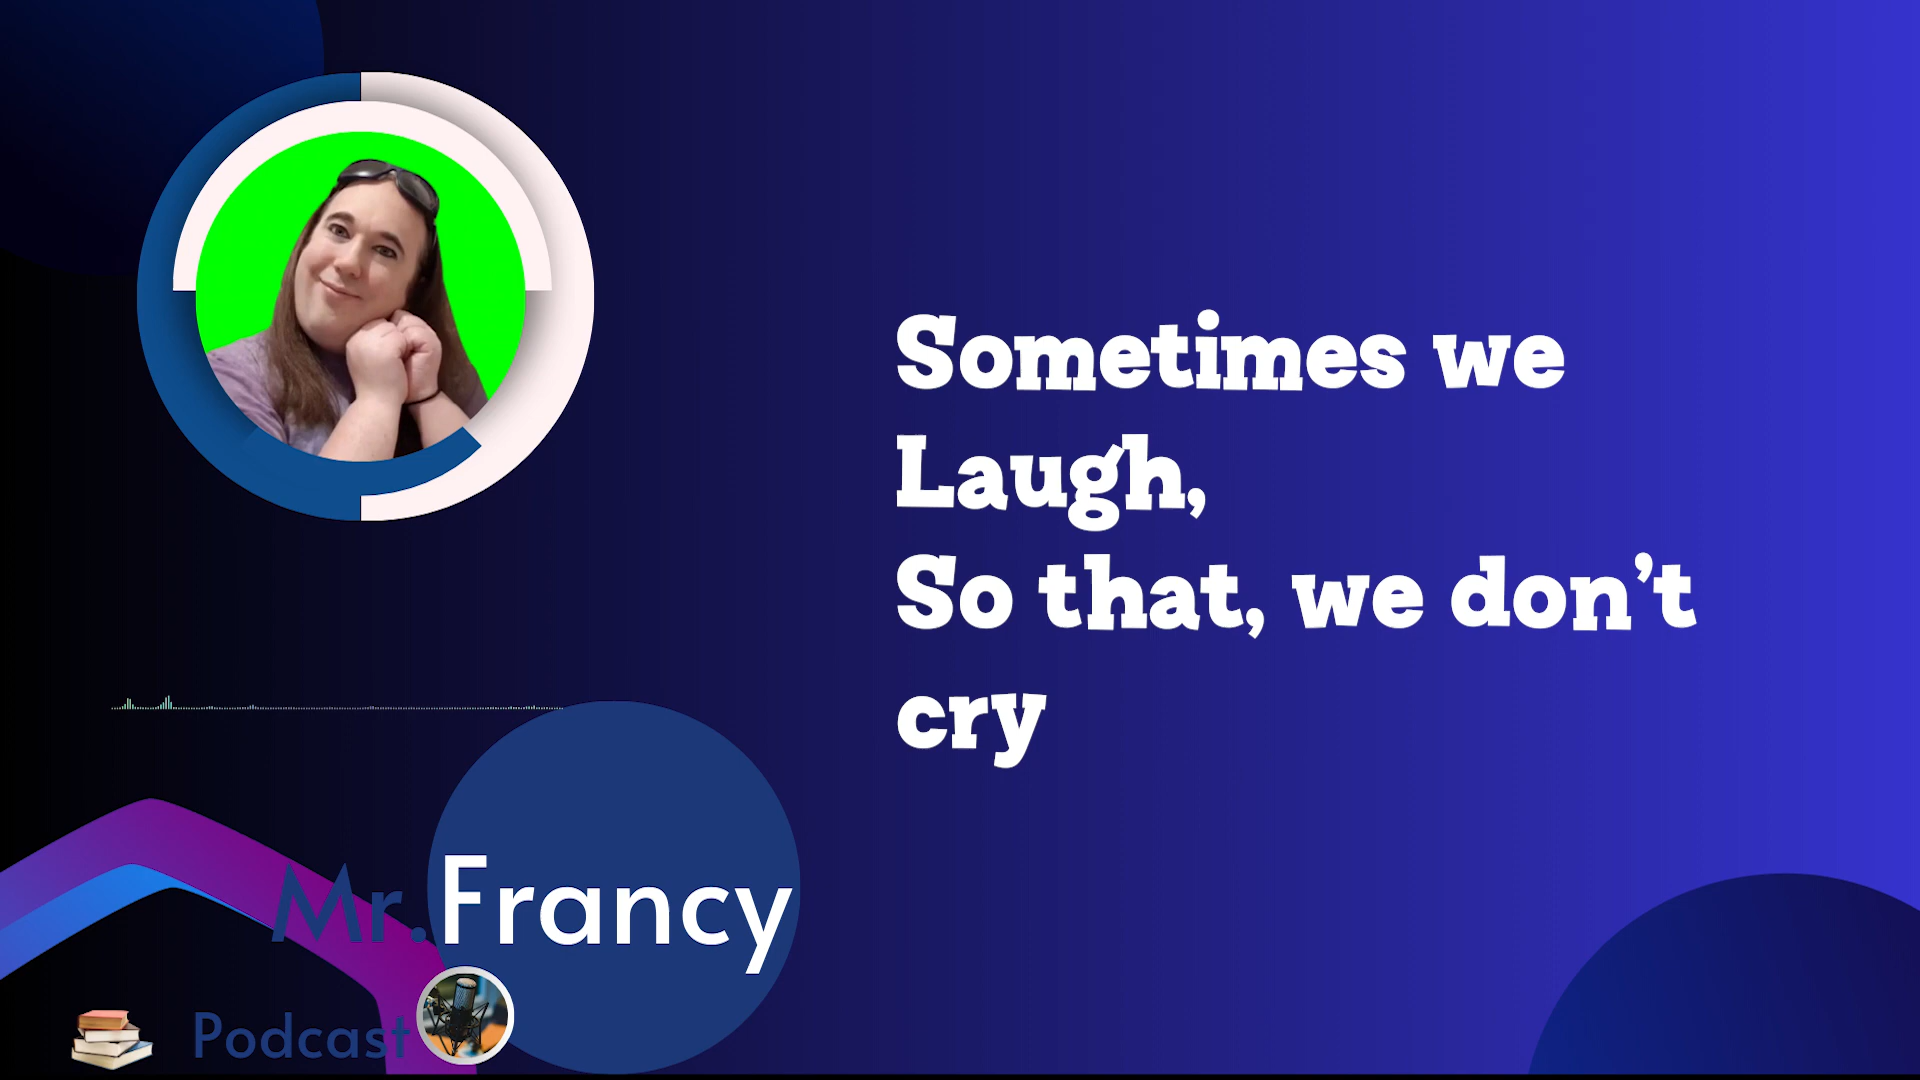 Sometimes we
Laugh,
So that, we don't
cry
Mr.Francy
Podcast